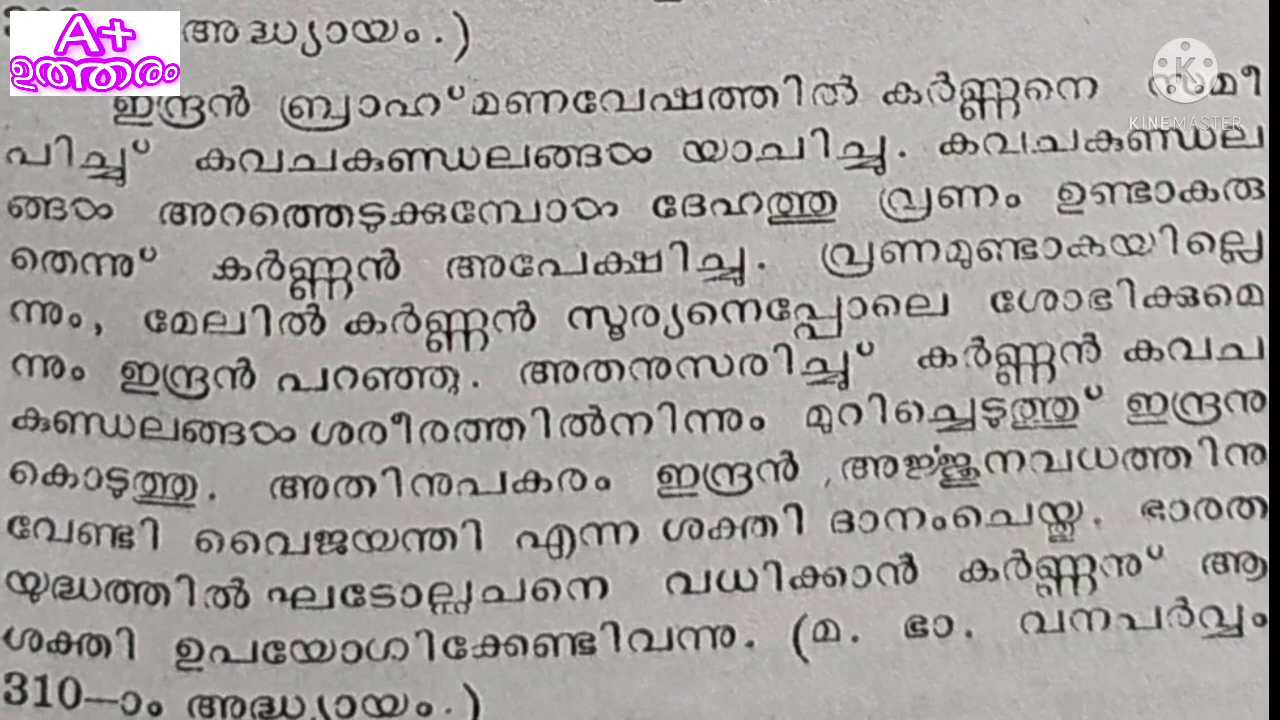 A+
ഉത്തരം
അദ്ധ്യായം.)
KINEMASTER
ഇന്ദ്രൻ ബ്രാഹ്മണവേഷത്തിൽ കർണ്ണനെ സമീ
പിച്ചു് കവചകുണ്ഡലങ്ങൾ യാചിച്ചു. കവചകുണ്ഡല
ങ്ങൾ അറത്തെടുക്കുമ്പോൾ ദേഹത്തു വ്രണം ഉണ്ടാകരു
തെന്നു് കർണ്ണൻ അപേക്ഷിച്ചു. വ്രണമുണ്ടാകയില്ലെ
ന്നും, മേലിൽ കർണ്ണൻ സൂര്യനെപ്പോലെ ശോഭിക്കുമെ
ന്നും ഇന്ദ്രൻ പറഞ്ഞു. അതനുസരിച്ചു് കർണ്ണൻ കവച
കുണ്ഡലങ്ങൾ ശരീരത്തിൽനിന്നും മുറിച്ചെടുത്തു് ഇന്ദ്രനു
കൊടുത്തു. അതിനുപകരം ഇന്ദ്രൻ അർജ്ജുനവധത്തിനു
വേണ്ടി വൈജയന്തി എന്ന ശക്തി ദാനംചെയ്തു. ഭാരത
യുദ്ധത്തിൽ ഘടോല്ക്കചനെ വധിക്കാൻ കർണ്ണനു് ആ
ശക്തി ഉപയോഗിക്കേണ്ടിവന്നു. (മ. ഭാ. വനപർവ്വം
310—ാം അദ്ധ്യായം.)